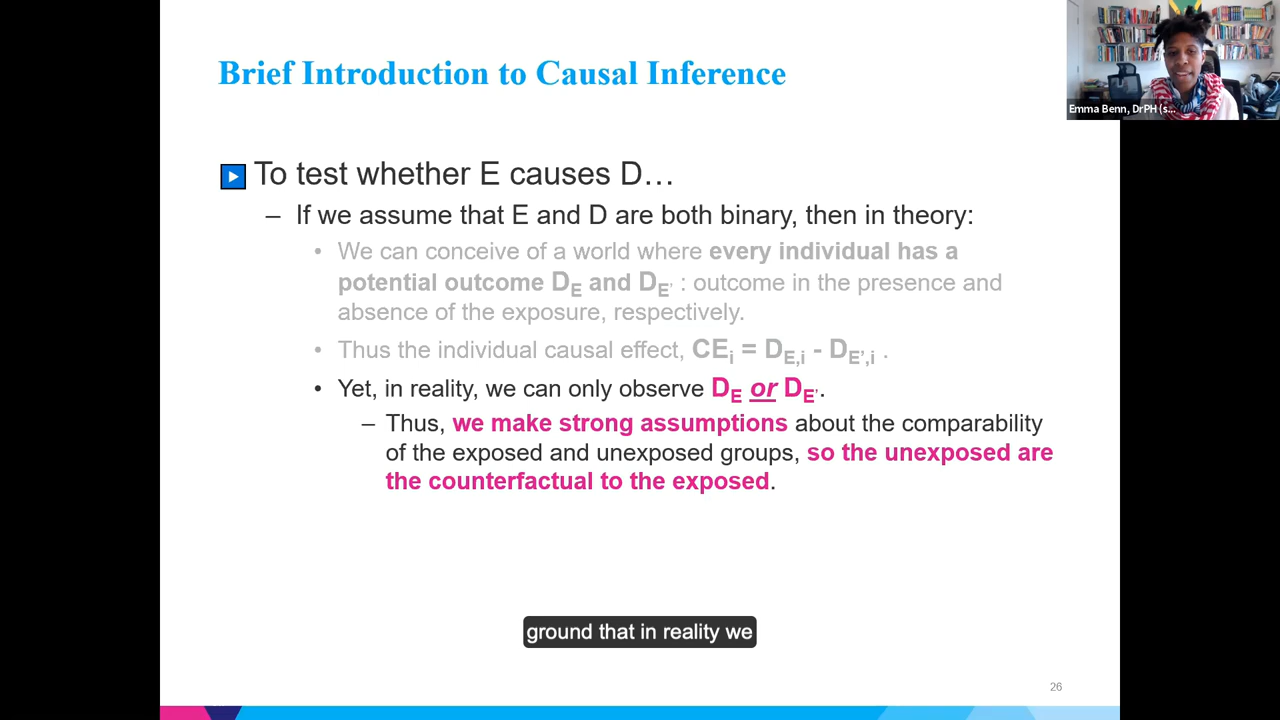 Brief Introduction to Causal Inference
Emma Benn, DrPH (s...
To test whether E causes D…
– If we assume that E and D are both binary, then in theory:
• We can conceive of a world where every individual has a
potential outcome DE and DE' : outcome in the presence and
absence of the exposure, respectively.
• Thus the individual causal effect, CEi = DE,i - DE',i .
• Yet, in reality, we can only observe DE or DE'.
– Thus, we make strong assumptions about the comparability
of the exposed and unexposed groups, so the unexposed are
the counterfactual to the exposed.
ground that in reality we
26